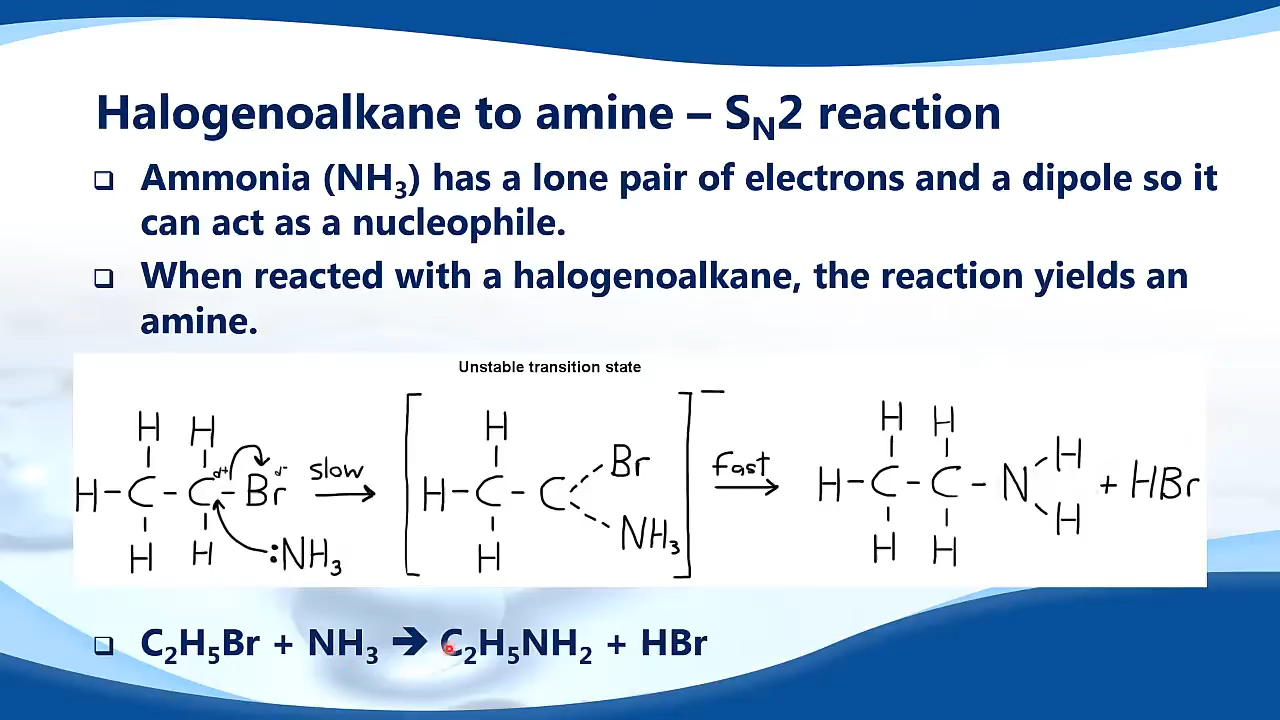 Halogenoalkane to amine – SN2 reaction
Ammonia (NH3) has a lone pair of electrons and a dipole so it
can act as a nucleophile.
When reacted with a halogenoalkane, the reaction yields an
amine.
Unstable transition state
H H H H H
H-C-C-Br slow H-C-C Br Fast H-C-C-N H + HBr
δ+ δ- NH3 H
H H :NH3 H H H
C2H5Br + NH3 ➔ C2H5NH2 + HBr